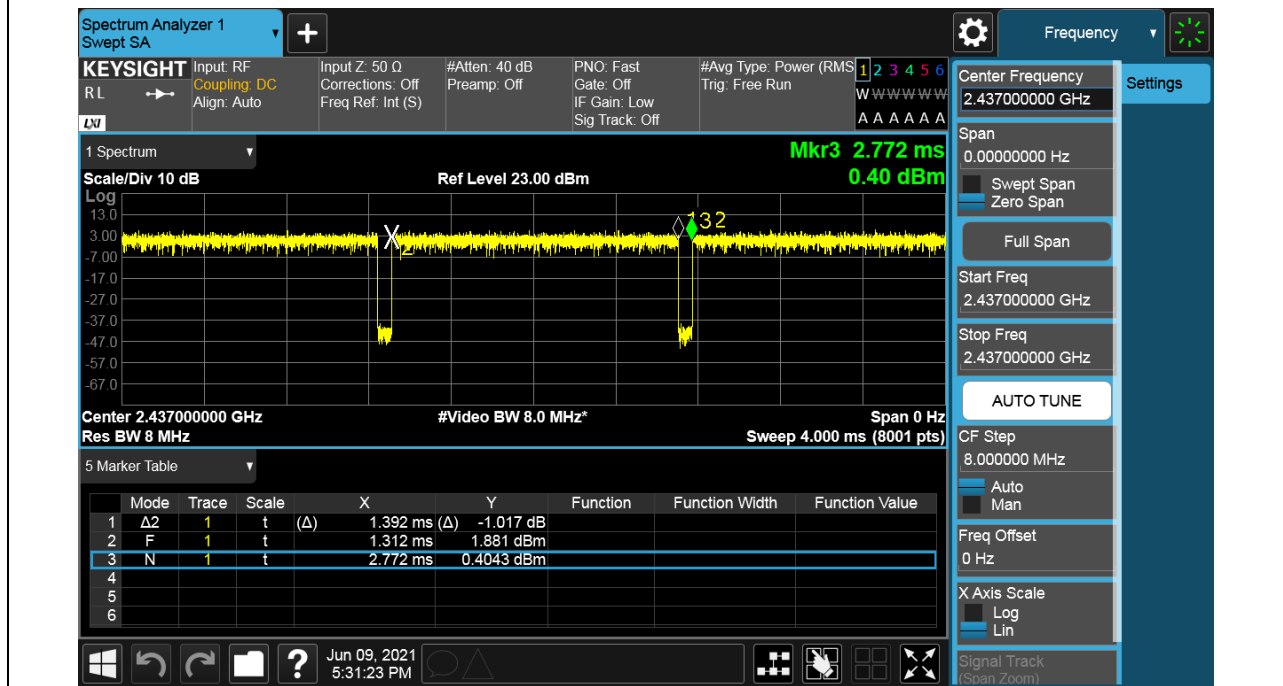 Spectrum Analyzer 1
Swept SA
Frequency
KEYSIGHT
R L
LXI
Input: RF
Coupling: DC
Align: Auto
Input Z: 50 Ω
Corrections: Off
Freq Ref: Int (S)
#Atten: 40 dB
Preamp: Off
PNO: Fast
Gate: Off
IF Gain: Low
Sig Track: Off
#Avg Type: Power (RMS
Trig: Free Run
1 2 3 4 5 6
W W W W W W
A A A A A A
1 Spectrum
Mkr3 2.772 ms
0.40 dBm
Scale/Div 10 dB
Ref Level 23.00 dBm
Log
13.0
3.00
-7.00
-17.0
-27.0
-37.0
-47.0
-57.0
-67.0
X
2
132
Center 2.437000000 GHz
#Video BW 8.0 MHz*
Span 0 Hz
Res BW 8 MHz
Sweep 4.000 ms (8001 pts)
5 Marker Table
Mode Trace Scale X Y Function Function Width Function Value
1 Δ2 1 t (Δ) 1.392 ms (Δ) -1.017 dB
2 F 1 t 1.312 ms 1.881 dBm
3 N 1 t 2.772 ms 0.4043 dBm
4
5
6
? Jun 09, 2021
5:31:23 PM
Center Frequency
2.437000000 GHz
Span
0.00000000 Hz
Swept Span
Zero Span
Full Span
Start Freq
2.437000000 GHz
Stop Freq
2.437000000 GHz
AUTO TUNE
CF Step
8.000000 MHz
Auto
Man
Freq Offset
0 Hz
X Axis Scale
Log
Lin
Signal Track
(Span Zoom)
Settings